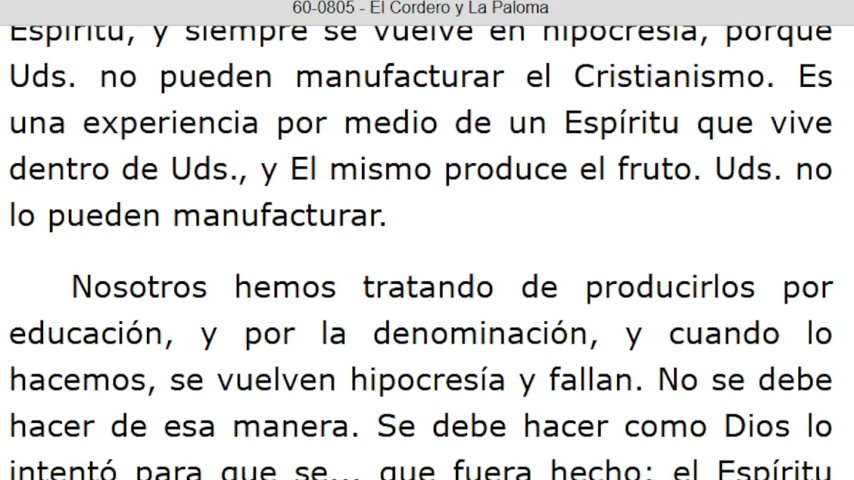 60-0805 - El Cordero y La Paloma
Espíritu, y siempre se vuelve en hipocresía, porque
Uds. no pueden manufacturar el Cristianismo. Es
una experiencia por medio de un Espíritu que vive
dentro de Uds., y El mismo produce el fruto. Uds. no
lo pueden manufacturar.
Nosotros hemos tratando de producirlos por
educación, y por la denominación, y cuando lo
hacemos, se vuelven hipocresía y fallan. No se debe
hacer de esa manera. Se debe hacer como Dios lo
intentó para que se... que fuera hecho: el Espíritu